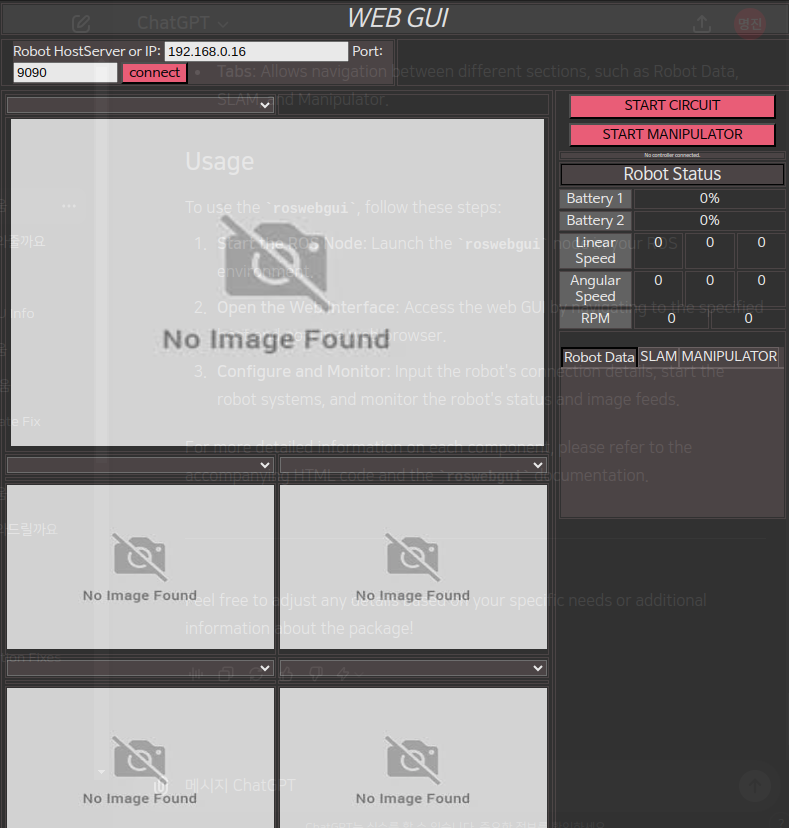 ChatGPT
WEB GUI
영진
Robot HostServer or IP: 192.168.0.16 Port:
9090 connect
Tabs: Allows navigation between different sections, such as Robot Data,
SLAM, and Manipulator.
START CIRCUIT
START MANIPULATOR
No controller connected.
Robot Status
Battery 1 0%
Battery 2 0%
Linear Speed 0 0 0
Angular Speed 0 0 0
RPM 0 0
Robot Data SLAM MANIPULATOR
Usage
To use the `roswebgui`, follow these steps:
1. Start the ROS Node: Launch the `roswebgui` node in your ROS
environment.
2. Open the Web Interface: Access the web GUI by navigating to the specified
browser.
3. Configure and Monitor: Input the robot's connection details, start the
robot systems, and monitor the robot's status and image feeds.
For more detailed information on each component, please refer to the
accompanying HTML code and the `roswebgui` documentation.
No Image Found
No Image Found
No Image Found
Feel free to adjust any details based on your specific needs or additional
information about the package!
No Image Found
No Image Found
메시지 ChatGPT
Info
Fix
드릴까요
Fixes